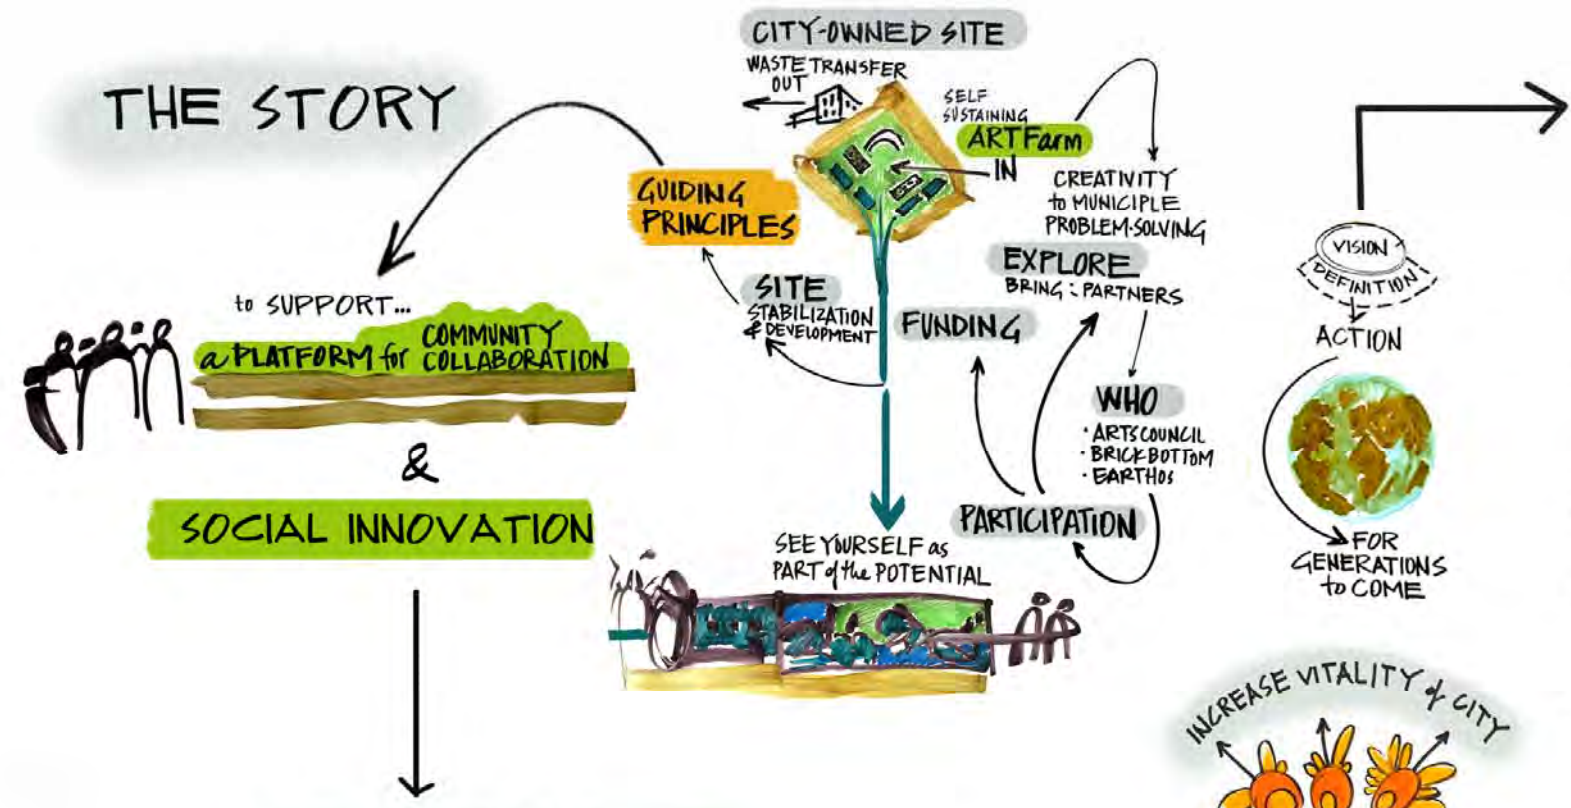 THE STORY
CITY-OWNED SITE
WASTE TRANSFER
OUT
SELF
SUSTAINING
ARTFarm
IN
CREATIVITY
to MUNICIPLE
PROBLEM-SOLVING
GUIDING
PRINCIPLES
SITE
STABILIZATION
& DEVELOPMENT
FUNDING
EXPLORE
BRING : PARTNERS
WHO
· ARTS COUNCIL
· BRICKBOTTOM
· EARTHOS
PARTICIPATION
SEE YOURSELF as
PART of the POTENTIAL
to SUPPORT...
a PLATFORM for COMMUNITY
COLLABORATION
&
SOCIAL INNOVATION
VISION
DEFINITION
ACTION
FOR
GENERATIONS
to COME
INCREASE VITALITY of CITY